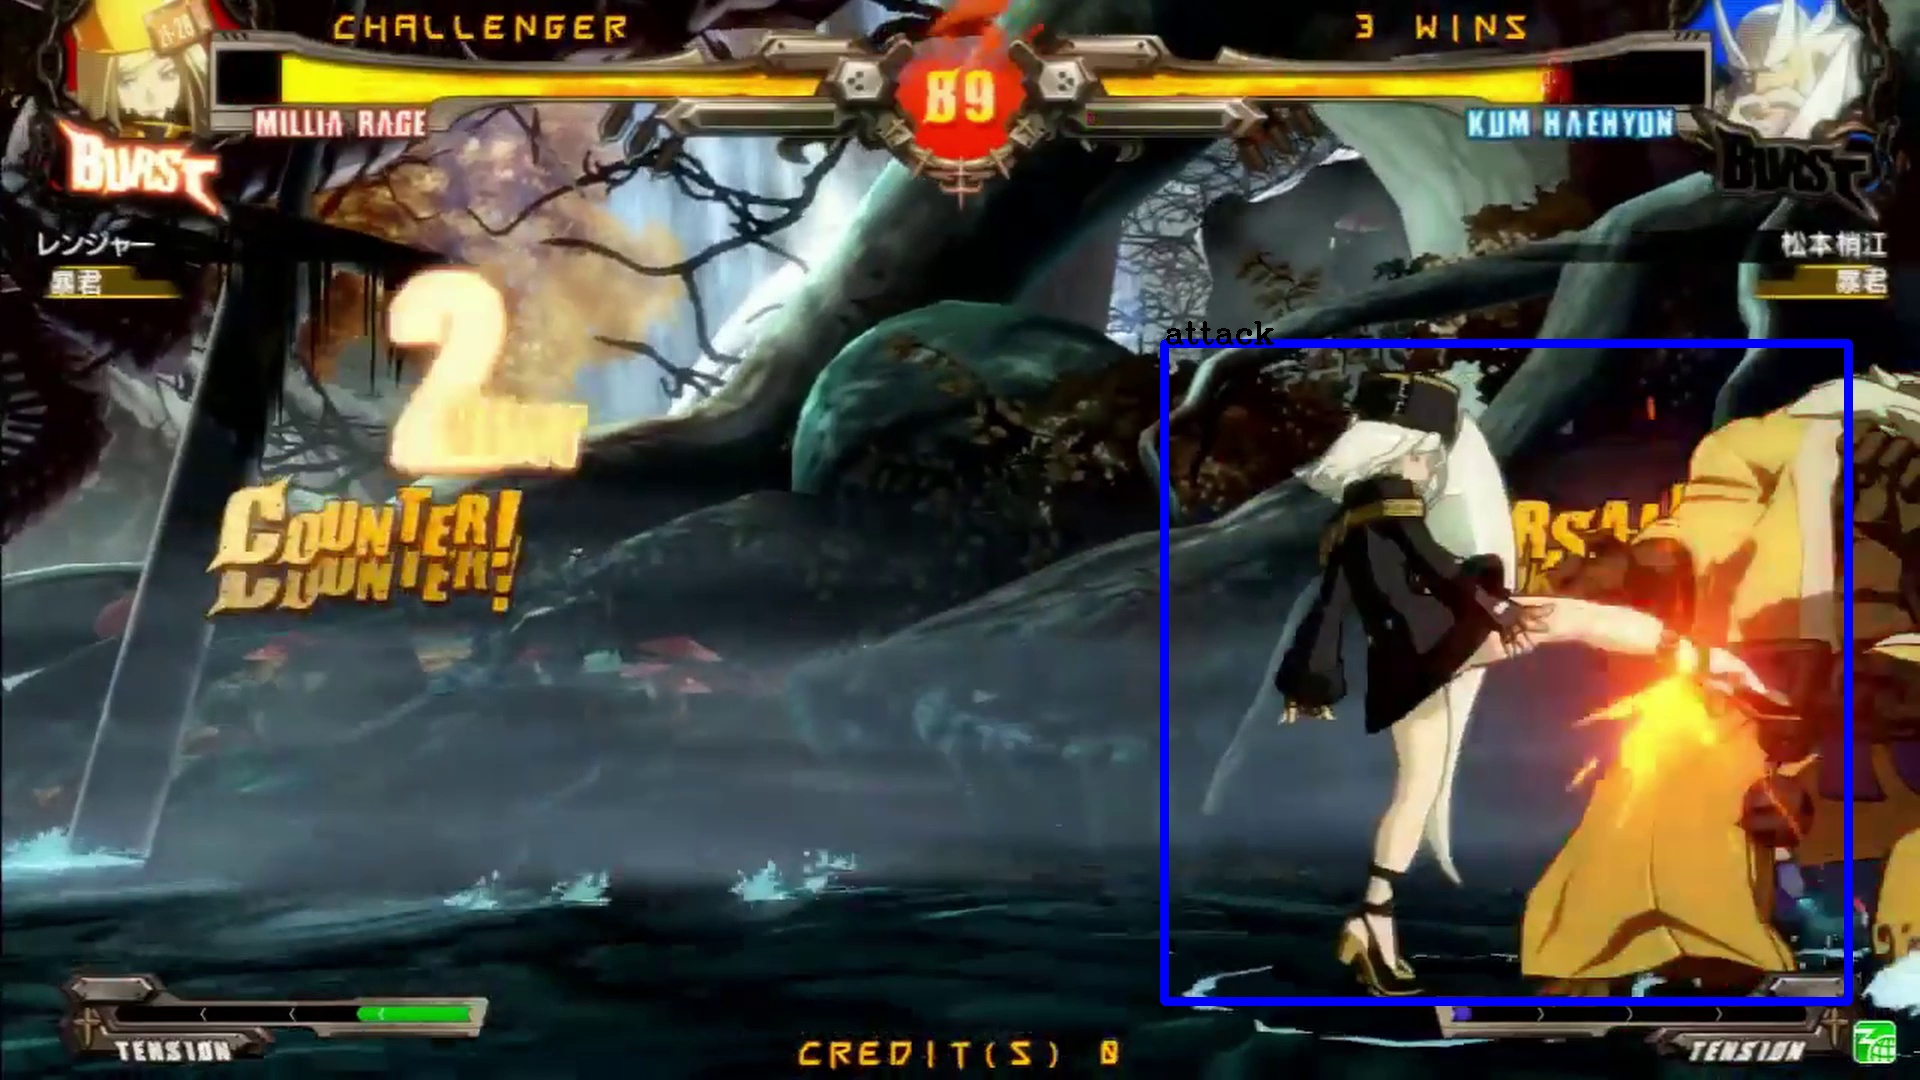 CHALLENGER
3 WINS
89
MILLIA RAGE
KUM HAEHYUN
BURST
BURST
レンジャー
松本梢江
暴君
暴君
attack
2
COUNTER!
COUNTER!
TENSION
CREDIT(S) 0
TENSION